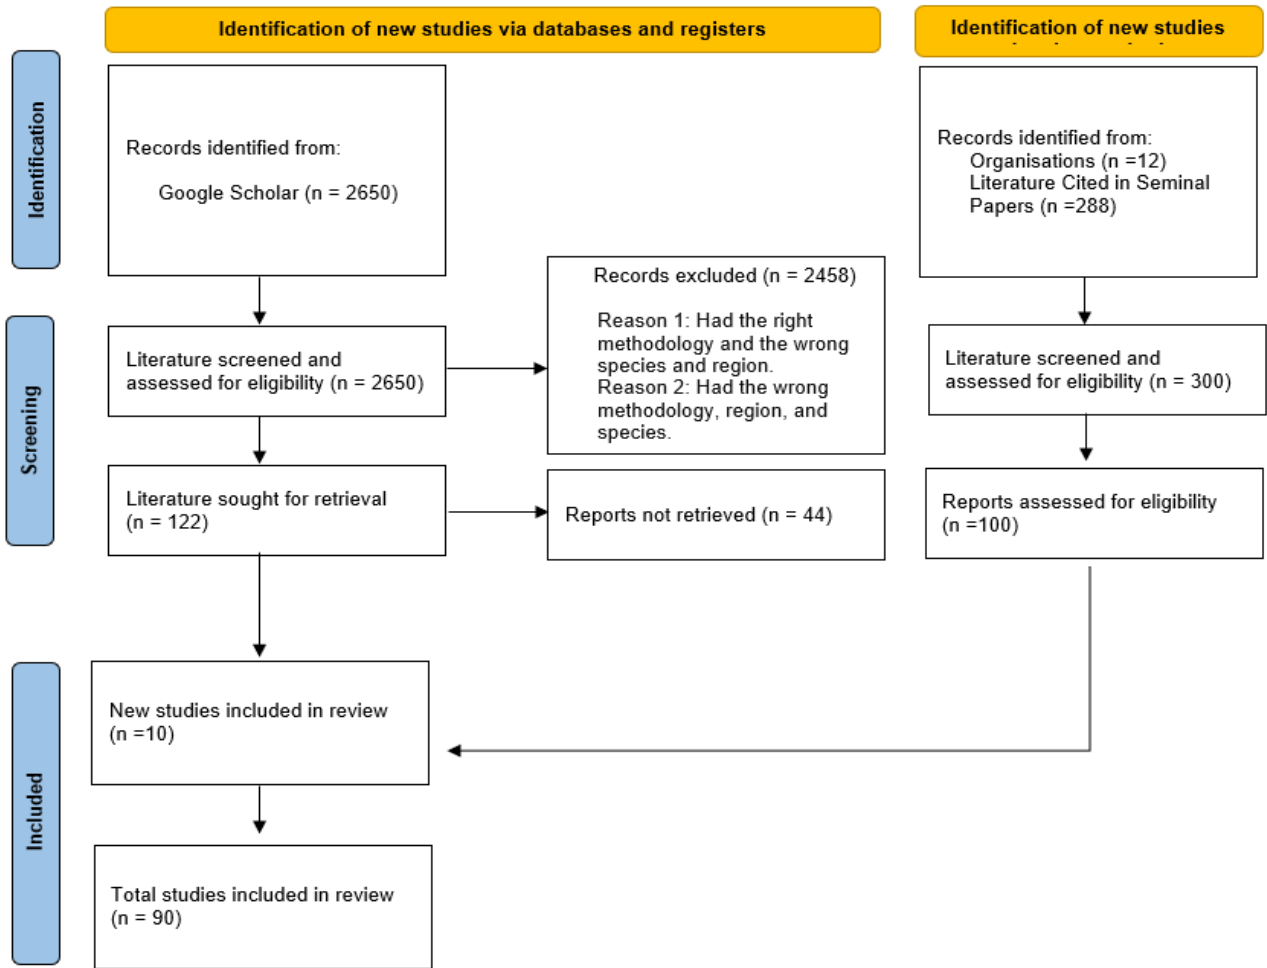 Identification of new studies via databases and registers
Identification of new studies
Identification
Records identified from:
Google Scholar (n = 2650)
Records identified from:
Organisations (n =12)
Literature Cited in Seminal
Papers (n =288)
Screening
Literature screened and
assessed for eligibility (n = 2650)
Records excluded (n = 2458)
Reason 1: Had the right
methodology and the wrong
species and region.
Reason 2: Had the wrong
methodology, region, and
species.
Literature screened and
assessed for eligibility (n = 300)
Literature sought for retrieval
(n = 122)
Reports not retrieved (n = 44)
Reports assessed for eligibility
(n =100)
Included
New studies included in review
(n =10)
Total studies included in review
(n = 90)